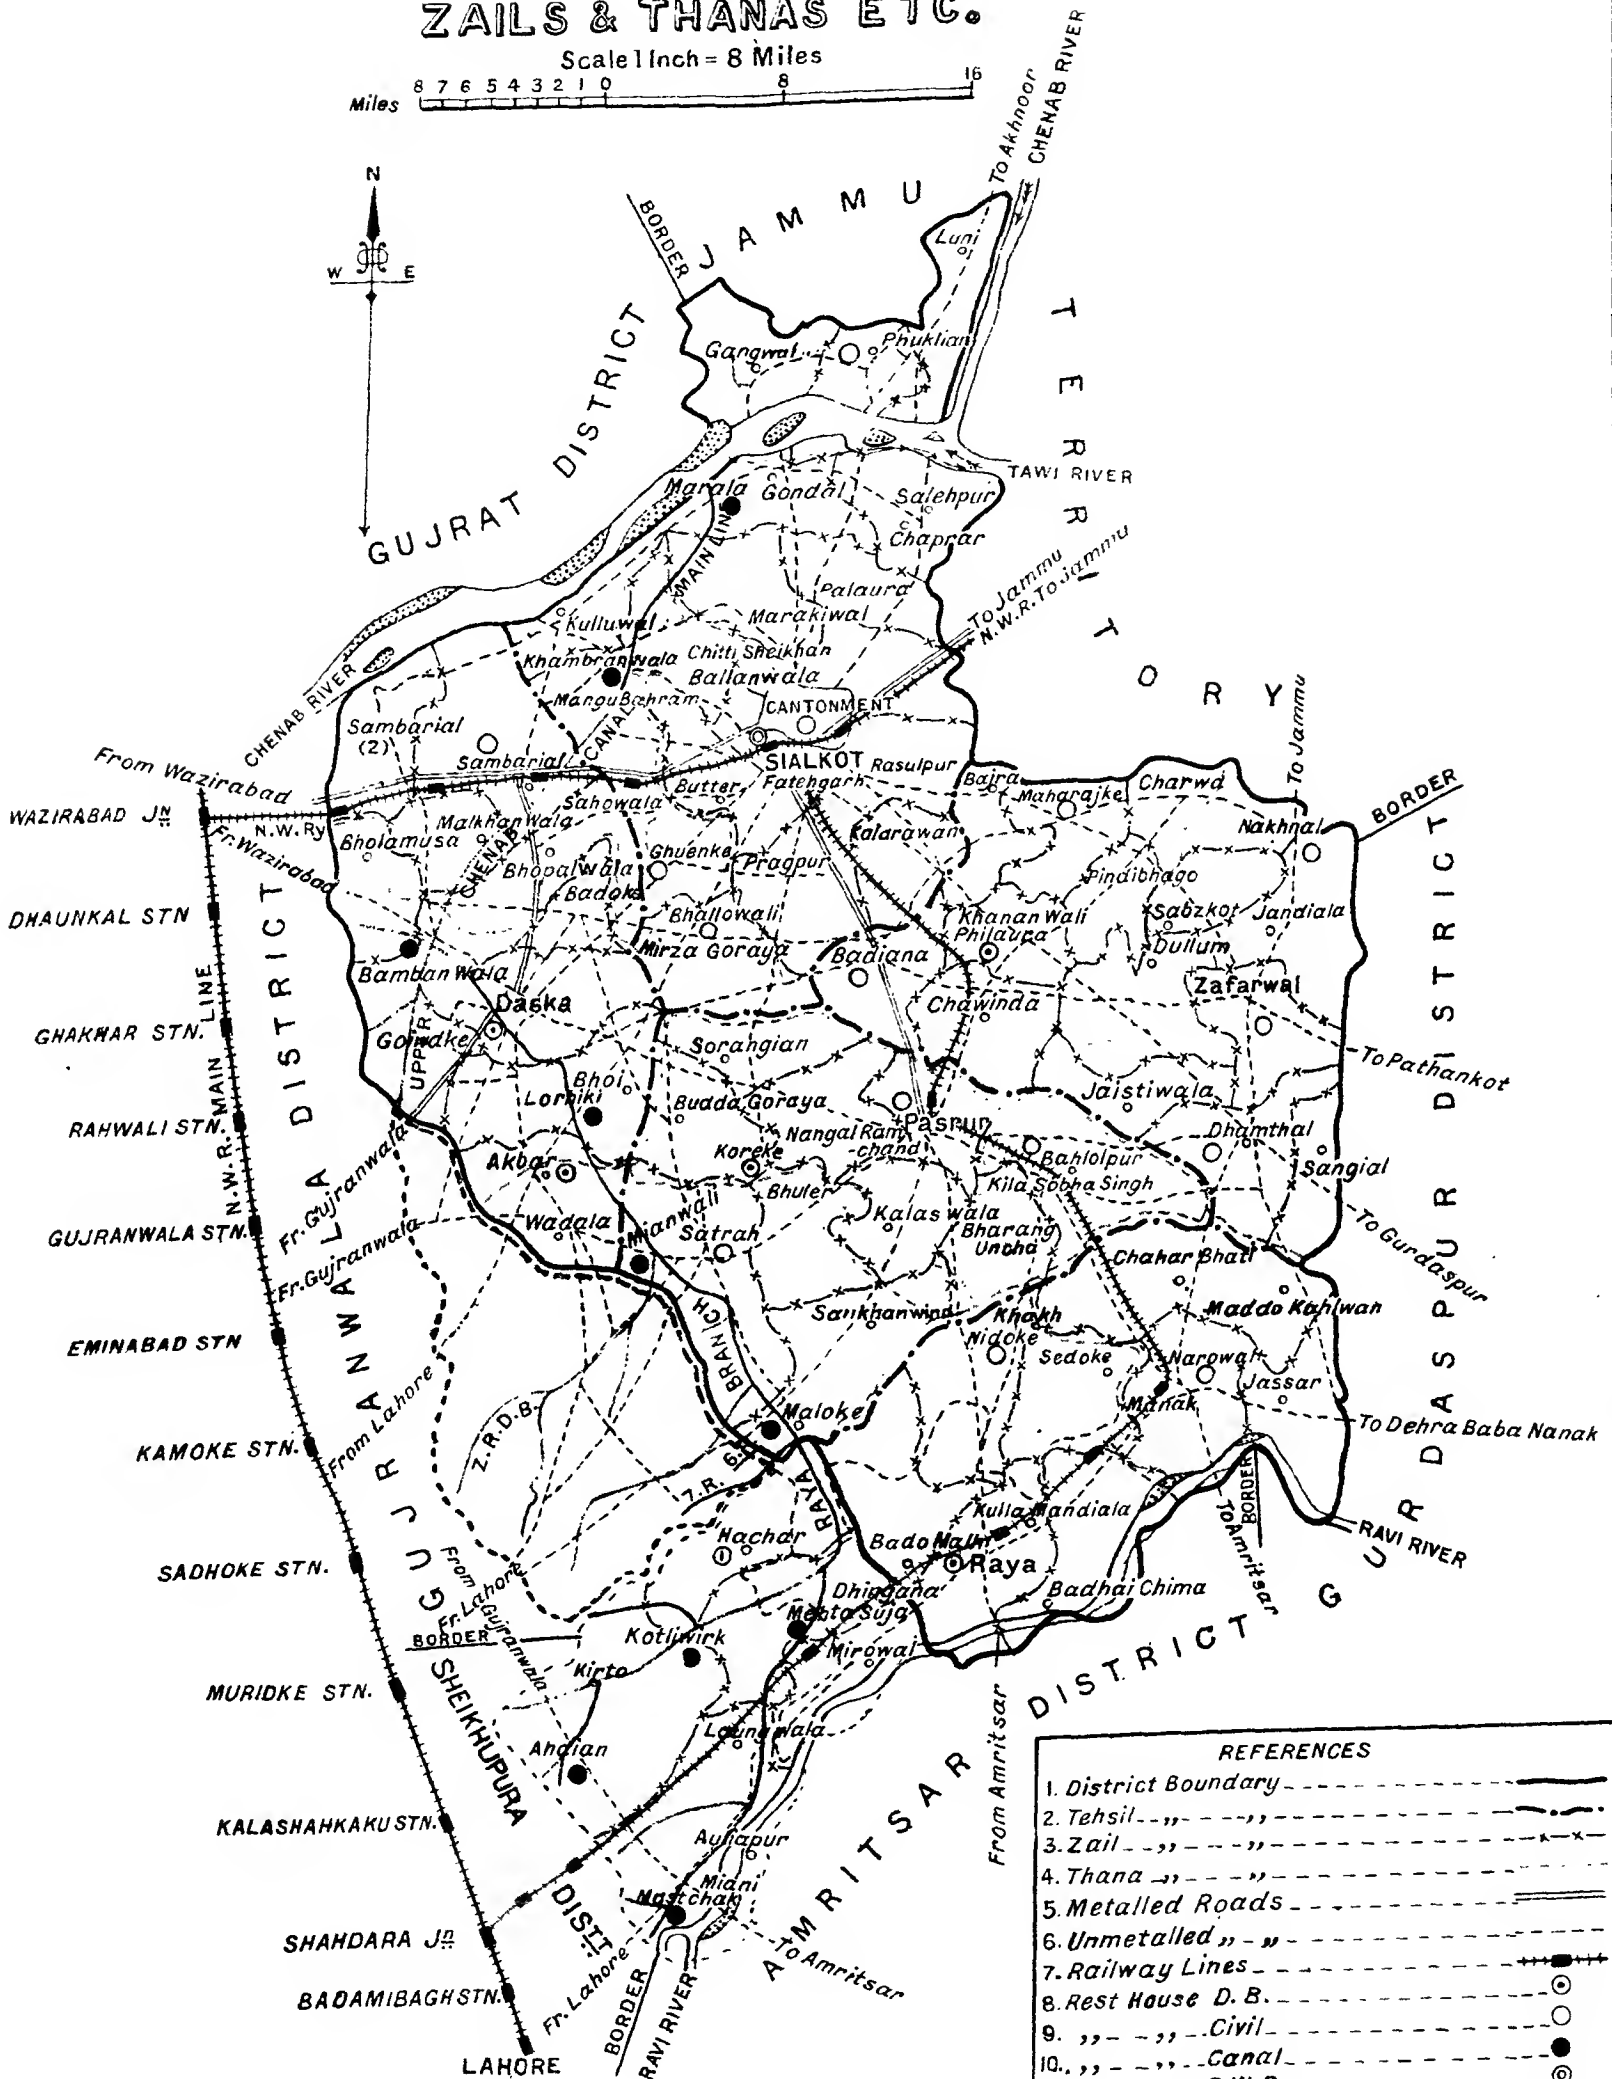 ZAILS & THANAS ETC.
Scale 1 Inch = 8 Miles
Miles 8 7 6 5 4 3 2 1 0 8 16
N
W E
To Akhnoor
CHENAB RIVER
BORDER
JAMMU
TERRITORY
Luni
GUJRAT DISTRICT
Gangwal
Phuklian
TAWI RIVER
Marala
Gondal
Salehpur
Chaprar
MAIN LINE
Palaura
Marakiwal
To Jammu
N.W.R. To Jammu
Kulluwal
Khambranwala
Chitti Sheikhan
Ballanwala
Mangu Bahram
CANTONMENT
CHENAB RIVER
CANAL
Sambarial
(2)
Sambarial
SIALKOT
Rasulpur
Bajra
Maharajke
Charwa
To Jammu
BORDER
From Wazirabad
WAZIRABAD Jn
N.W. Ry
Fr. Wazirabad
Butter
Fatehgarh
Sahowala
Malkhanwala
Bholamusa
CHENAB
Kalarawan
Nakhnal
Bhopalwala
Ghuenke
Pragpur
Pindibhago
Badoke
DHAUNKAL STN
Bhallowali
Khanan Wali
Philaura
Sabzkot
Jandiala
Mirza Goraya
Badiana
Dullum
Bamban Wala
Daska
Chawinda
Zafarwal
GHAKHAR STN.
Goindke
UPPER
Sorangian
To Pathankot
Bhoi
Lorhiki
Budda Goraya
Jaistiwala
RAHWALI STN.
Nangal Ram
-chand
Pasrur
Dhamthal
Akbar
Koreke
Bahlolpur
Sangial
Kila Sobha Singh
Bhuler
Fr. Gujranwala
GUJRANWALA STN.
N.W.R. MAIN LINE
Wadala
Mianwali
Satrah
Kalaswala
Bharang
Uncha
Chahar Bhati
To Gurdaspur
Fr. Gujranwala
GUJRANWALA DISTRICT
Sankhanwind
Khakh
Maddo Kahlwan
EMINABAD STN
Nidoke
Sedoke
Narowal
Jassar
BRANCH
Manak
From Lahore
Z.R.D.B.
Maloke
To Dehra Baba Nanak
KAMOKE STN.
7.R.
6.R.
RAYA
Hachar
Kulla Mandiala
BORDER
To Amritsar
RAVI RIVER
GURDASPUR DISTRICT
Bado Malhi
Raya
SADHOKE STN.
From Gujranwala
Fr. Lahore
Dhingana
Badhai Chima
Mehta Suja
BORDER
Kotliwirk
Mirowal
Kirto
MURIDKE STN.
SHEIKHUPURA
DISTT
Laungwala
Ahdian
From Amritsar
AMRITSAR DISTRICT
KALASHAHKAKU STN.
Miani
Mastchak
SHAHDARA Jn
To Amritsar
BADAMIBAGH STN.
Fr. Lahore
BORDER
RAVI RIVER
LAHORE
REFERENCES
1. District Boundary
2. Tehsil ,, ,,
3. Zail ,, ,,
4. Thana ,, ,,
5. Metalled Roads
6. Unmetalled ,, ,,
7. Railway Lines
8. Rest House D.B.
9. ,, ,, Civil
10. ,, ,, Canal